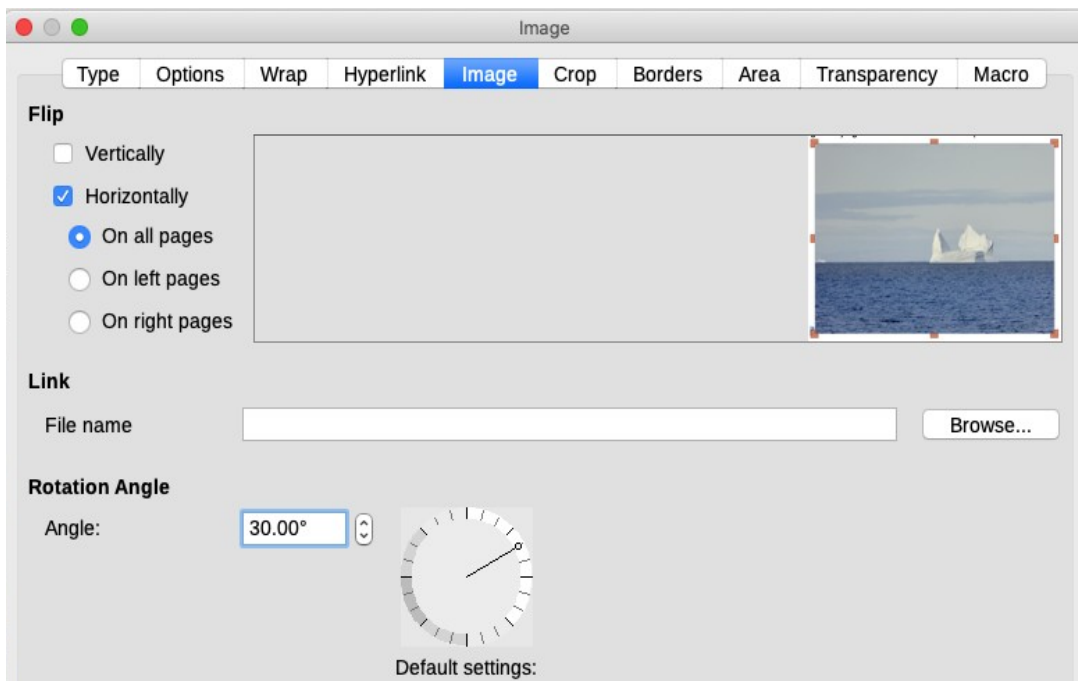 Image
Type Options Wrap Hyperlink Image Crop Borders Area Transparency Macro
Flip
Vertically
Horizontally
On all pages
On left pages
On right pages
Link
File name Browse...
Rotation Angle
Angle: 30.00°
Default settings: